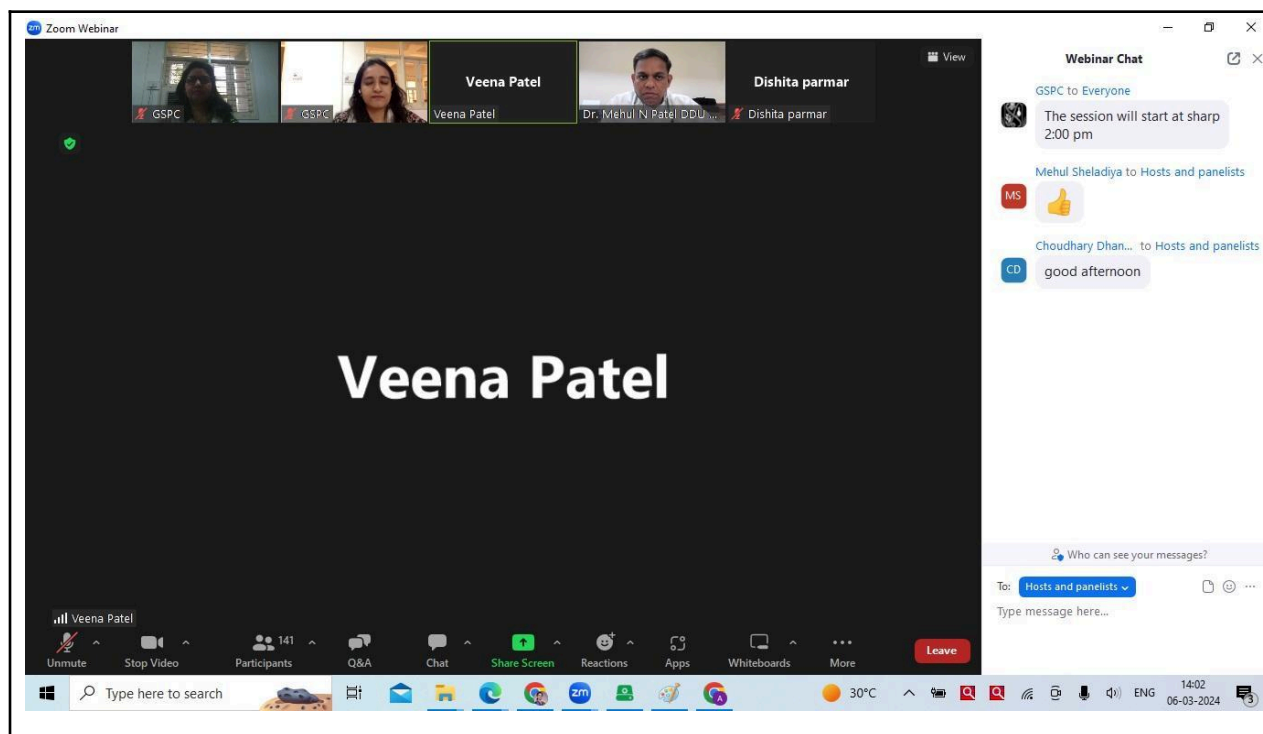 Zoom Webinar
Veena Patel
Dishita parmar
GSPC
GSPC
Veena Patel
Dr. Mehul N Patel DDU ...
Dishita parmar
View
Veena Patel
Veena Patel
Unmute
Stop Video
141
Participants
Q&A
Chat
Share Screen
Reactions
Apps
Whiteboards
More
Leave
Webinar Chat
GSPC to Everyone
The session will start at sharp
2:00 pm
Mehul Sheladiya to Hosts and panelists
MS
👍
Choudhary Dhan... to Hosts and panelists
CD
good afternoon
Who can see your messages?
To: Hosts and panelists
Type message here...
Type here to search
zm
30°C
ENG
14:02
06-03-2024
3